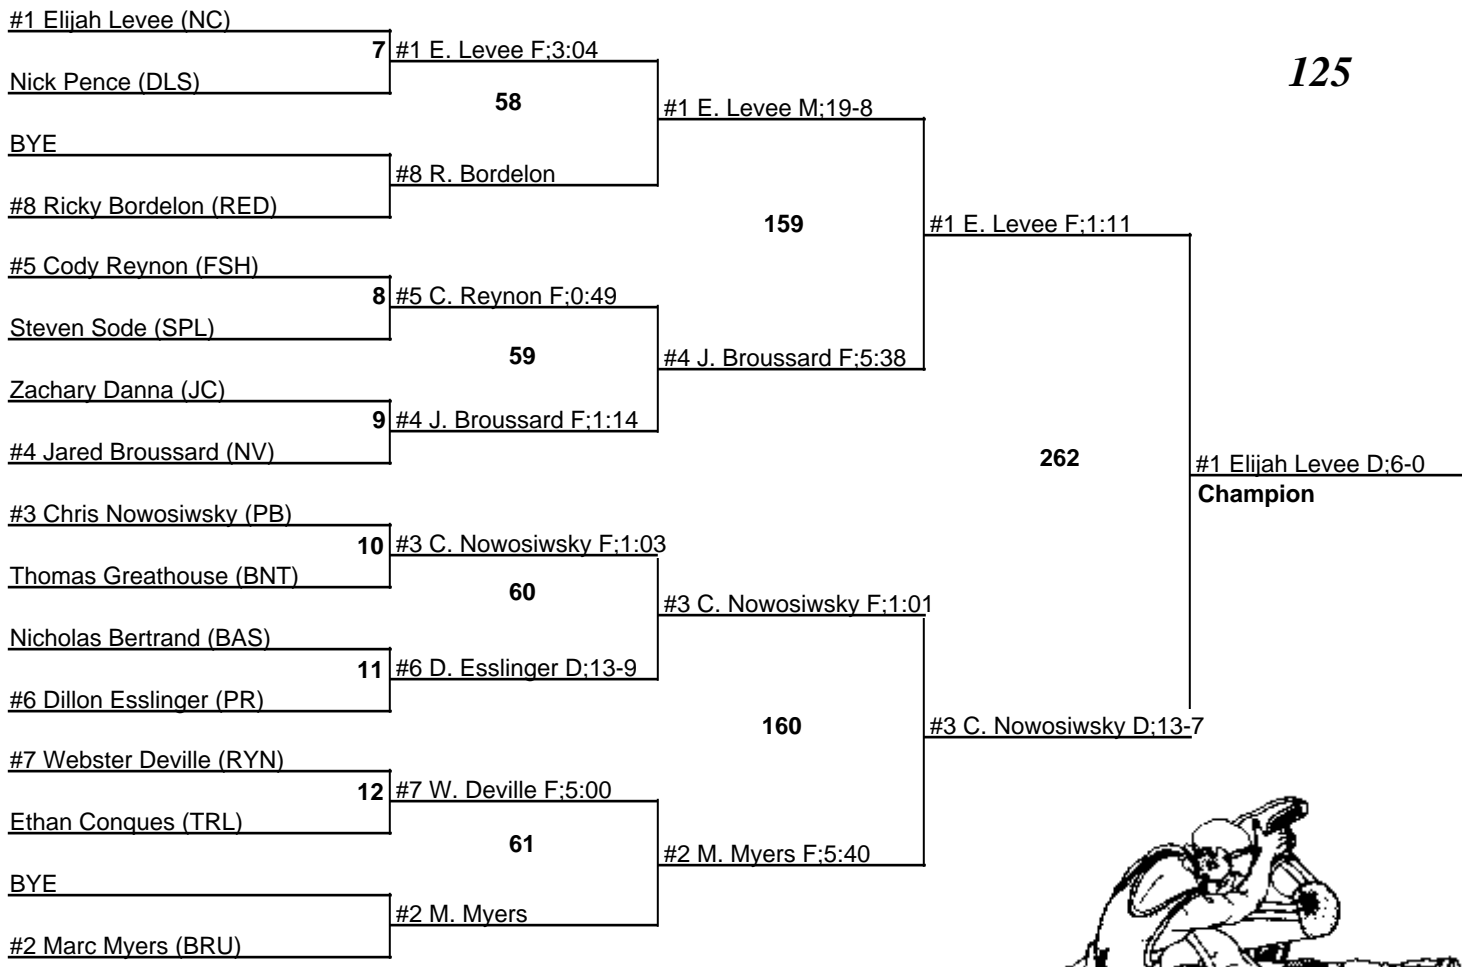 #1 Elijah Levee (NC)
7
#1 E. Levee F;3:04
125
Nick Pence (DLS)
58
#1 E. Levee M;19-8
BYE
#8 R. Bordelon
#8 Ricky Bordelon (RED)
159
#1 E. Levee F;1:11
#5 Cody Reynon (FSH)
8
#5 C. Reynon F;0:49
Steven Sode (SPL)
59
#4 J. Broussard F;5:38
Zachary Danna (JC)
9
#4 J. Broussard F;1:14
#4 Jared Broussard (NV)
262
#1 Elijah Levee D;6-0
Champion
#3 Chris Nowosiwsky (PB)
10
#3 C. Nowosiwsky F;1:03
Thomas Greathouse (BNT)
60
#3 C. Nowosiwsky F;1:01
Nicholas Bertrand (BAS)
11
#6 D. Esslinger D;13-9
#6 Dillon Esslinger (PR)
160
#3 C. Nowosiwsky D;13-7
#7 Webster Deville (RYN)
12
#7 W. Deville F;5:00
Ethan Conques (TRL)
61
#2 M. Myers F;5:40
BYE
#2 M. Myers
#2 Marc Myers (BRU)